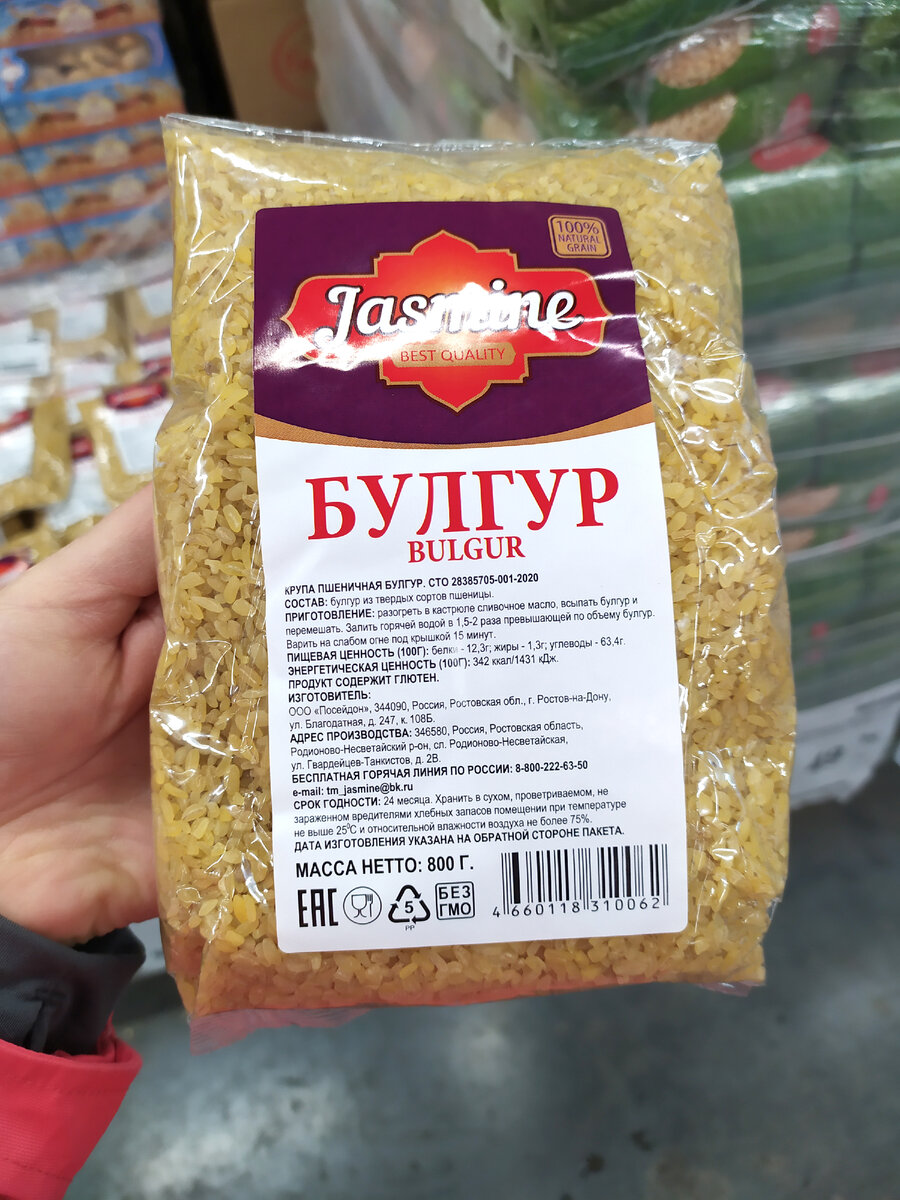 100%
NATURAL
GRAIN
Jasmine
BEST QUALITY
БУЛГУР
BULGUR
КРУПА ПШЕНИЧНАЯ БУЛГУР. СТО 28385705-001-2020
СОСТАВ: булгур из твердых сортов пшеницы.
ПРИГОТОВЛЕНИЕ: разогреть в кастрюле сливочное масло, всыпать булгур и
перемешать. Залить горячей водой в 1,5-2 раза превышающей по объему булгур.
Варить на слабом огне под крышкой 15 минут.
ПИЩЕВАЯ ЦЕННОСТЬ (100Г): белки - 12,3г; жиры - 1,3г; углеводы - 63,4г.
ЭНЕРГЕТИЧЕСКАЯ ЦЕННОСТЬ (100Г): 342 ккал/1431 кДж.
ПРОДУКТ СОДЕРЖИТ ГЛЮТЕН.
ИЗГОТОВИТЕЛЬ:
ООО «Посейдон», 344090, Россия, Ростовская обл., г. Ростов-на-Дону,
ул. Благодатная, д. 247, к. 108Б.
АДРЕС ПРОИЗВОДСТВА: 346580, Россия, Ростовская область,
Родионово-Несветайский р-он, сл. Родионово-Несветайская,
ул. Гвардейцев-Танкистов, д. 2В.
БЕСПЛАТНАЯ ГОРЯЧАЯ ЛИНИЯ ПО РОССИИ: 8-800-222-63-50
e-mail: tm_jasmine@bk.ru
СРОК ГОДНОСТИ: 24 месяца. Хранить в сухом, проветриваемом, не
зараженном вредителями хлебных запасов помещении при температуре
не выше 25°С и относительной влажности воздуха не более 75%.
ДАТА ИЗГОТОВЛЕНИЯ УКАЗАНА НА ОБРАТНОЙ СТОРОНЕ ПАКЕТА.
МАССА НЕТТО: 800 Г.
ЕАС
5
PP
БЕЗ
ГМО
4 660118 310062